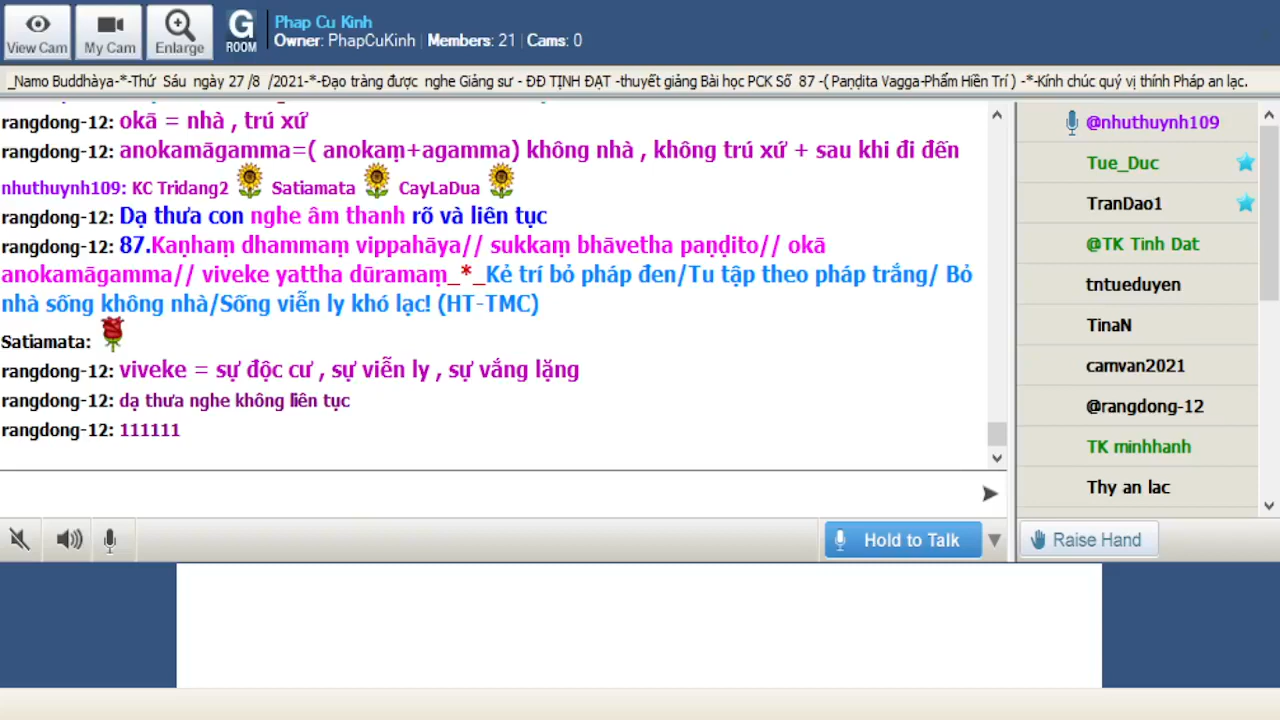 View Cam
My Cam
Enlarge
G
ROOM
Phap Cu Kinh
Owner: PhapCuKinh | Members: 21 | Cams: 0
_Namo Buddhàya-*-Thứ Sáu ngày 27 /8 /2021-*-Đạo tràng được nghe Giảng sư - ĐĐ TỊNH ĐẠT -thuyết giảng Bài học PCK Số 87 -( Paṇḍita Vagga-Phẩm Hiền Trí ) -*-Kính chúc quý vị thính Pháp an lạc.
rangdong-12: okā = nhà , trú xứ
rangdong-12: anokamāgamma=( anokaṃ+agamma) không nhà , không trú xứ + sau khi đi đến
nhuthuynh109: KC Tridang2 Satiamata CayLaDua
rangdong-12: Dạ thưa con nghe âm thanh rõ và liên tục
rangdong-12: 87.Kaṇhaṃ dhammaṃ vippahāya// sukkaṃ bhāvetha paṇḍito// okā
anokamāgamma// viveke yattha dūramaṃ_*_Kẻ trí bỏ pháp đen/Tu tập theo pháp trắng/ Bỏ
nhà sống không nhà/Sống viễn ly khó lạc! (HT-TMC)
Satiamata:
rangdong-12: viveke = sự độc cư , sự viễn ly , sự vắng lặng
rangdong-12: dạ thưa nghe không liên tục
rangdong-12: 111111
@nhuthuynh109
Tue_Duc
TranDao1
@TK Tinh Dat
tntueduyen
TinaN
camvan2021
@rangdong-12
TK minhhanh
Thy an lac
Hold to Talk
Raise Hand